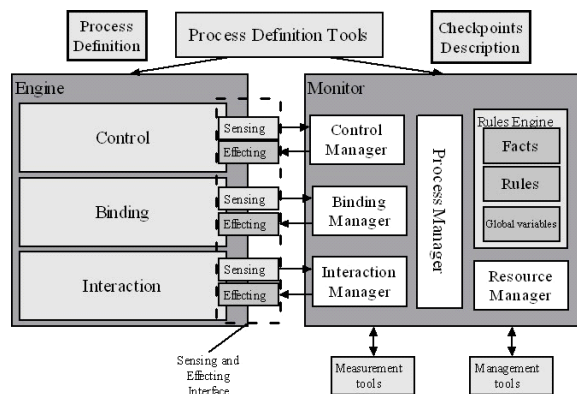 Process
Definition
Process Definition Tools
Checkpoints
Description
Engine
Control
Sensing
Effecting
Binding
Sensing
Effecting
Interaction
Sensing
Effecting
Sensing and
Effecting
Interface
Monitor
Control
Manager
Binding
Manager
Interaction
Manager
Process Manager
Rules Engine
Facts
Rules
Global variables
Resource
Manager
Measurement
tools
Management
tools